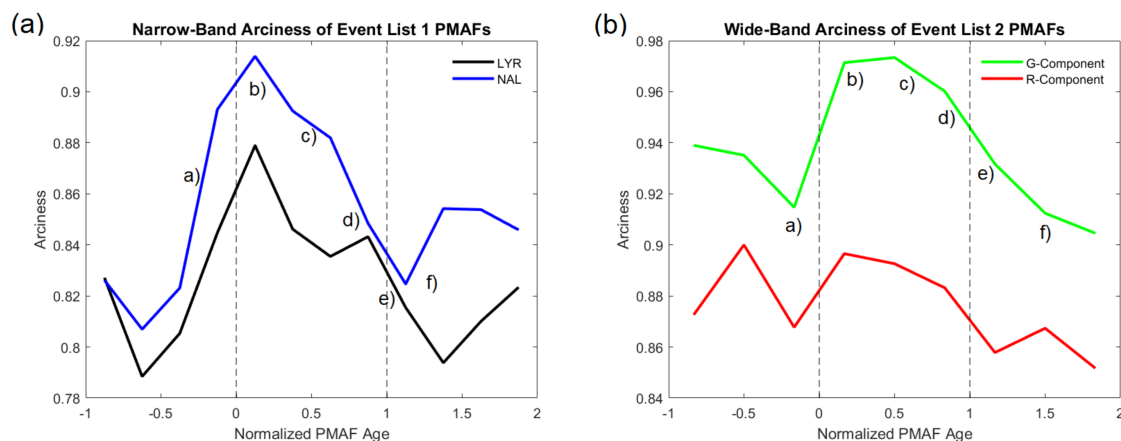 (a)
Narrow-Band Arciness of Event List 1 PMAFs
0.92
0.9
0.88
0.86
0.84
0.82
0.8
0.78
Arciness
LYR
NAL
a)
b)
c)
d)
e)
f)
-1
-0.5
0
0.5
1
1.5
2
Normalized PMAF Age
(b)
Wide-Band Arciness of Event List 2 PMAFs
0.98
0.96
0.94
0.92
0.9
0.88
0.86
0.84
Arciness
G-Component
R-Component
a)
b)
c)
d)
e)
f)
-1
-0.5
0
0.5
1
1.5
2
Normalized PMAF Age